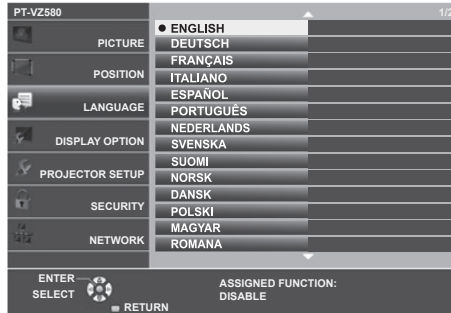 PT-VZ580
1/2
PICTURE
POSITION
LANGUAGE
DISPLAY OPTION
PROJECTOR SETUP
SECURITY
NETWORK
ENGLISH
DEUTSCH
FRANÇAIS
ITALIANO
ESPAÑOL
PORTUGUÊS
NEDERLANDS
SVENSKA
SUOMI
NORSK
DANSK
POLSKI
MAGYAR
ROMANA
ENTER
SELECT
RETURN
ASSIGNED FUNCTION:
DISABLE